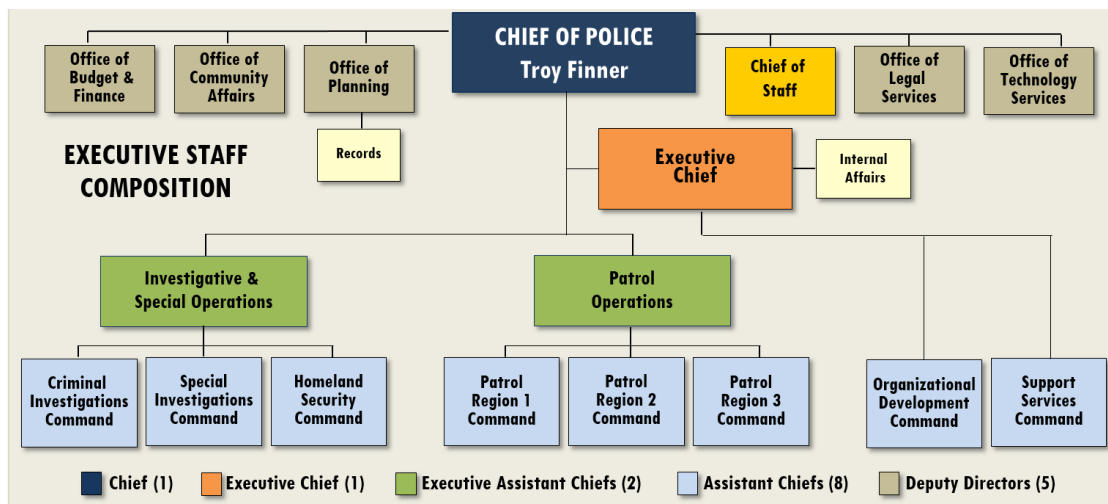 CHIEF OF POLICE
Troy Finner
Office of
Budget &
Finance
Office of
Community
Affairs
Office of
Planning
Chief of
Staff
Office of
Legal
Services
Office of
Technology
Services
EXECUTIVE STAFF
COMPOSITION
Records
Executive
Chief
Internal
Affairs
Investigative &
Special Operations
Patrol
Operations
Criminal
Investigations
Command
Special
Investigations
Command
Homeland
Security
Command
Patrol
Region 1
Command
Patrol
Region 2
Command
Patrol
Region 3
Command
Organizational
Development
Command
Support
Services
Command
Chief (1)
Executive Chief (1)
Executive Assistant Chiefs (2)
Assistant Chiefs (8)
Deputy Directors (5)